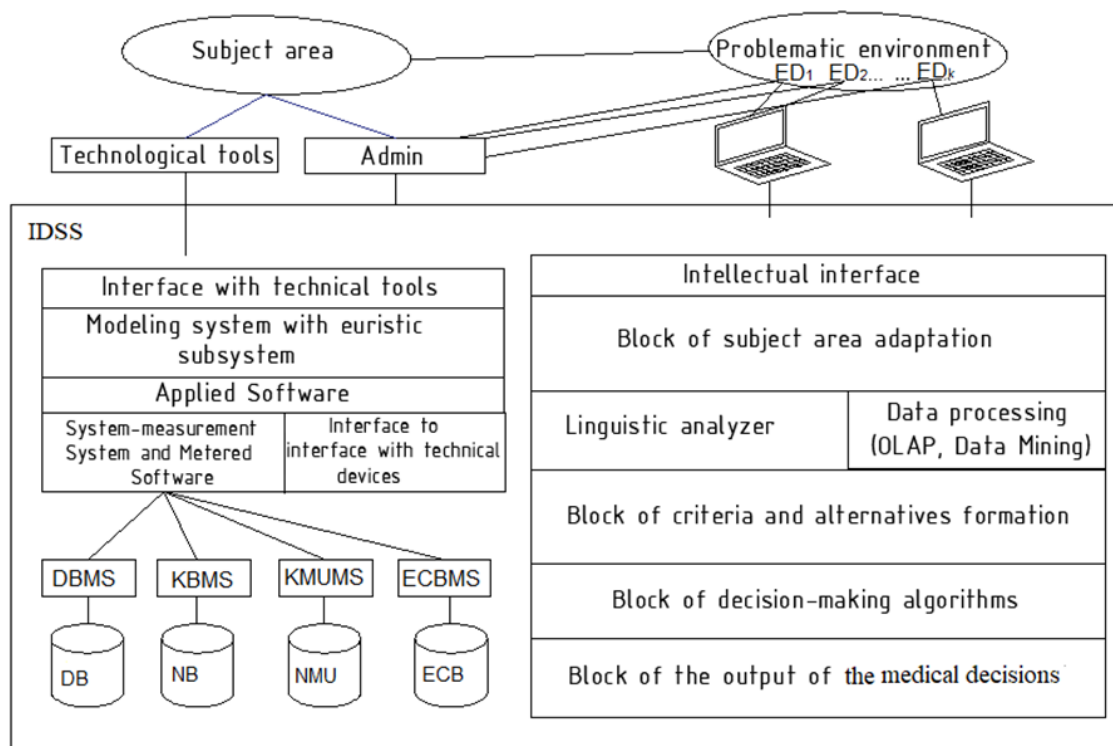 Subject area
Problematic environment
ED1 ED2... ... EDk
Technological tools
Admin
IDSS
Interface with technical tools
Modeling system with euristic
subsystem
Applied Software
System-measurement
System and Metered
Software
Interface to
interface with technical
devices
DBMS
KBMS
KMUMS
ECBMS
DB
NB
NMU
ECB
Intellectual interface
Block of subject area adaptation
Linguistic analyzer
Data processing
(OLAP, Data Mining)
Block of criteria and alternatives formation
Block of decision-making algorithms
Block of the output of the medical decisions